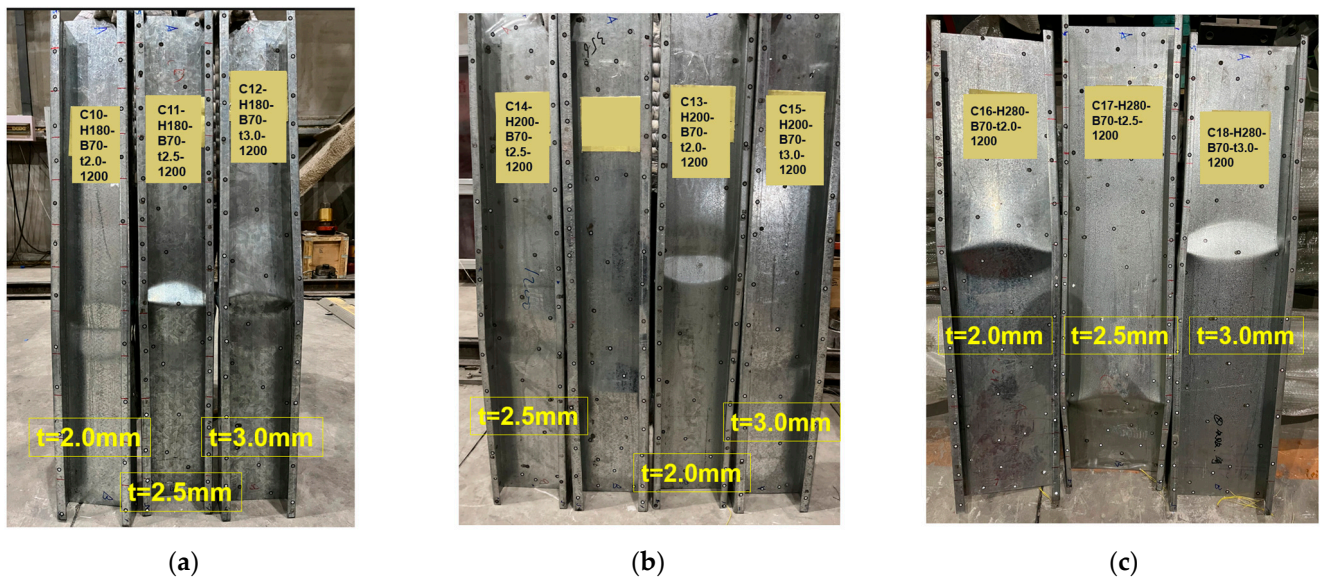 C10-
H180-
B70-
t2.0-
1200
C11-
H180-
B70-
t2.5-
1200
C12-
H180-
B70-
t3.0-
1200
t=2.0mm
t=3.0mm
t=2.5mm
(a)
A
356
A
C14-
H200-
B70-
t2.5-
1200
C13-
H200-
B70-
t2.0-
1200
C15-
H200-
B70-
t3.0-
1200
t=2.5mm
t=3.0mm
t=2.0mm
(b)
A
C16-H280-
B70-t2.0-
1200
C17-H280-
B70-t2.5-
1200
C18-H280-
B70-t3.0-
1200
t=2.0mm
t=2.5mm
t=3.0mm
(c)